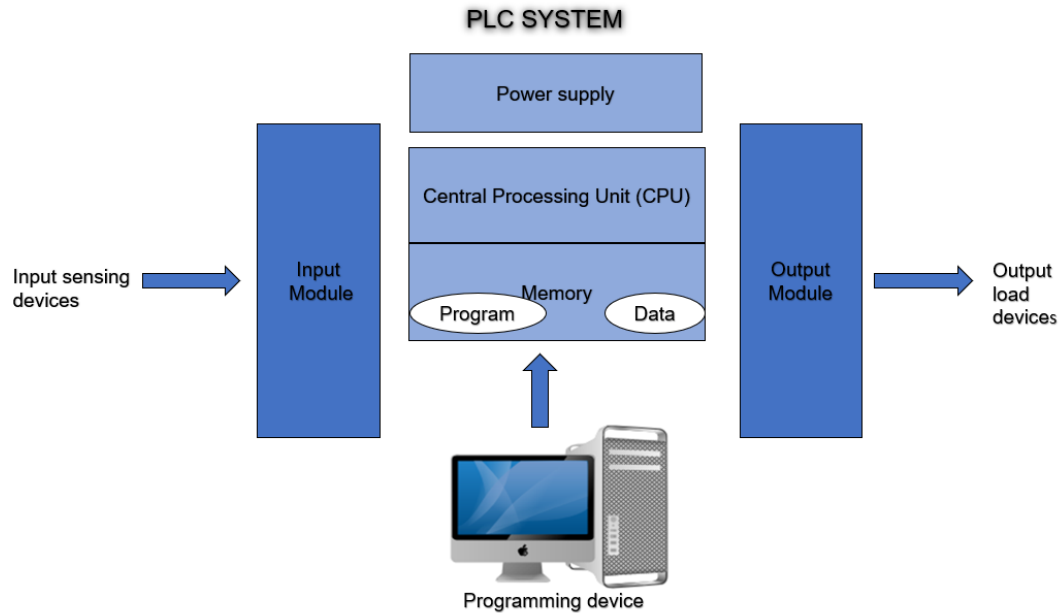 PLC SYSTEM
Power supply
Central Processing Unit (CPU)
Input sensing
devices
Input
Module
Memory
Program
Data
Output
Module
Output
load
devices
Programming device